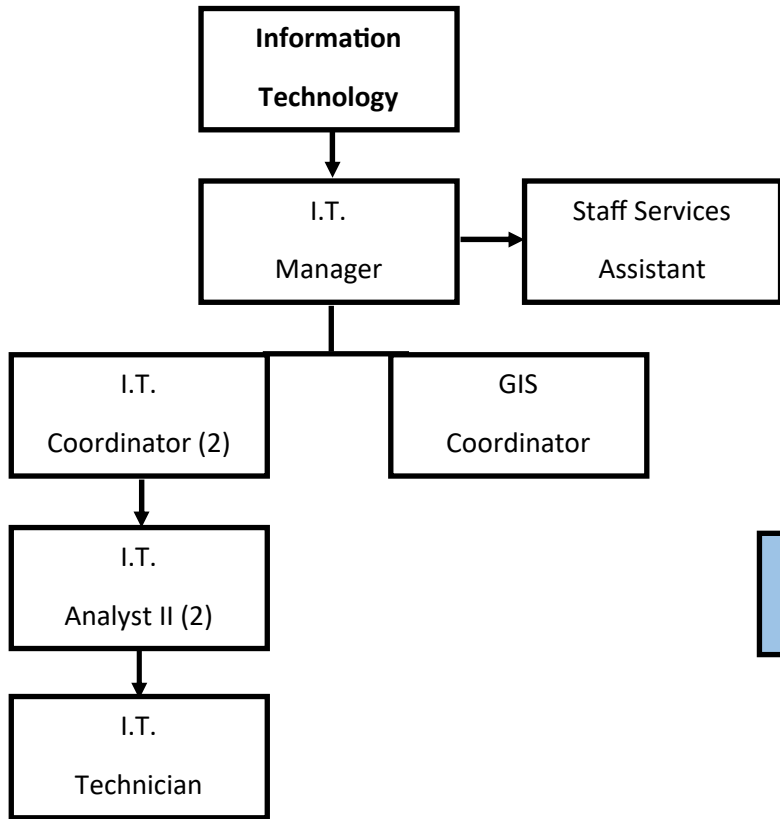 Information
Technology
I.T.
Manager
Staff Services
Assistant
I.T.
Coordinator (2)
GIS
Coordinator
I.T.
Analyst II (2)
I.T.
Technician